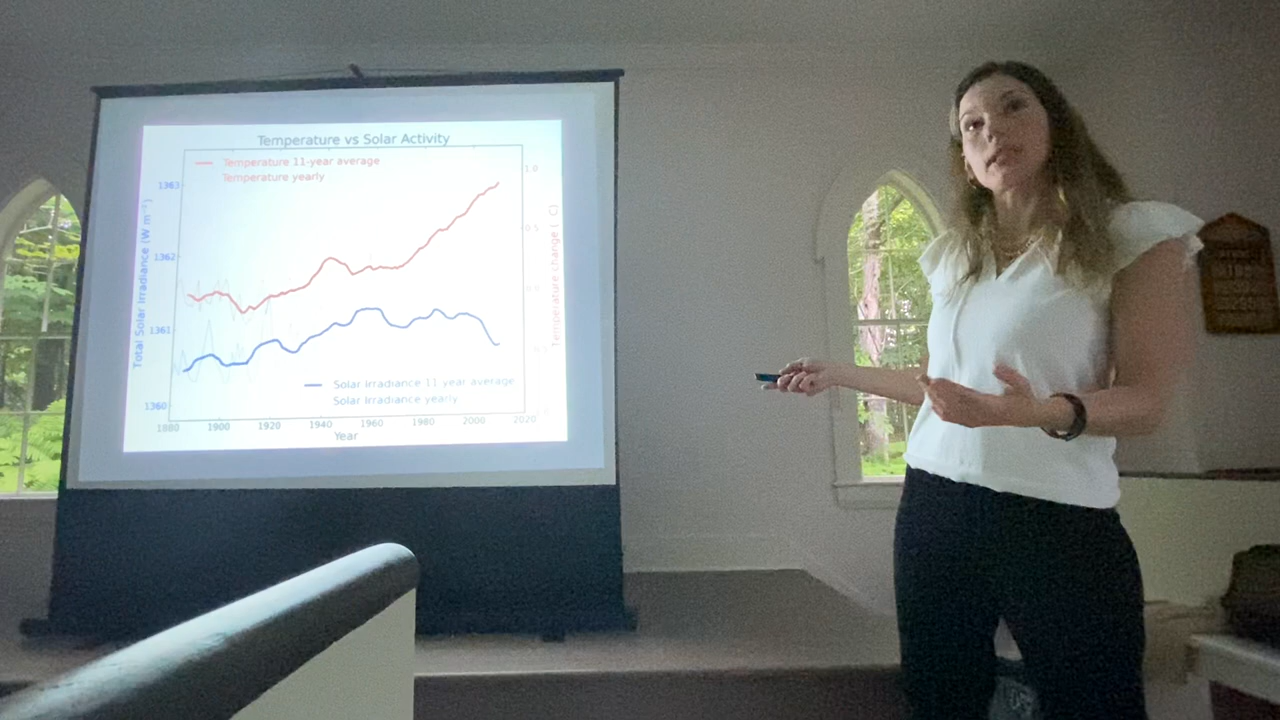 Temperature vs Solar Activity
Temperature 11-year average
Temperature yearly
1363
1362
1361
1360
Total Solar Irradiance (W m⁻²)
1.0
0.5
0.0
Temperature change ( C)
Solar Irradiance 11 year average
Solar Irradiance yearly
1880 1900 1920 1940 1960 1980 2000 2020
Year